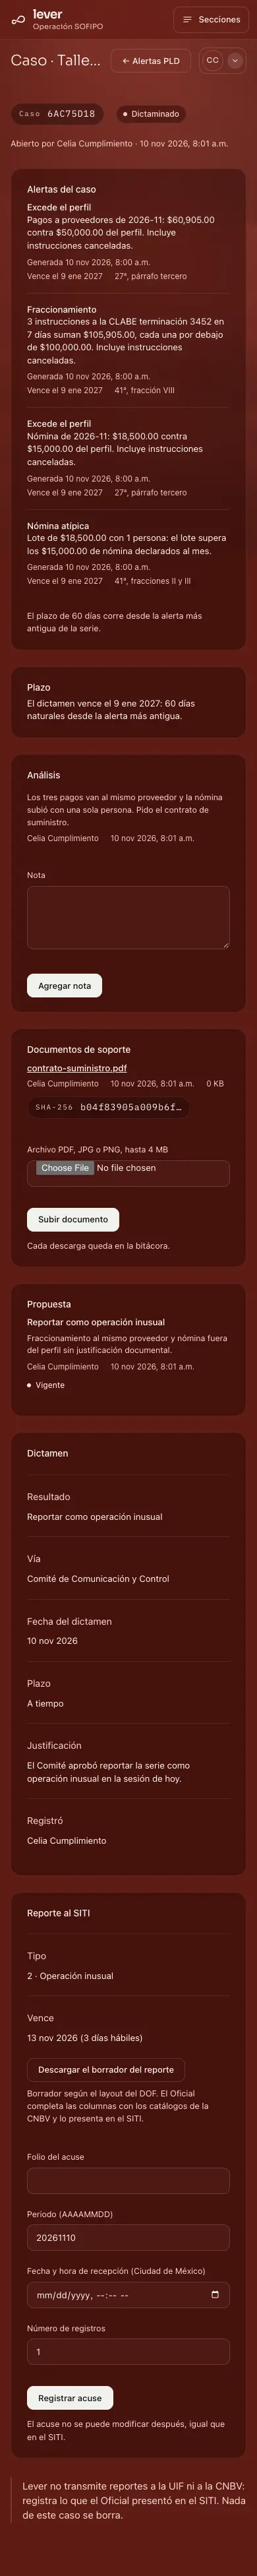 lever
Operación SOFIPO
Secciones
Caso · Talle...
← Alertas PLD
CC
Caso 6AC75D18
Dictaminado
Abierto por Celia Cumplimiento · 10 nov 2026, 8:01 a.m.
Alertas del caso
Excede el perfil
Pagos a proveedores de 2026-11: $60,905.00
contra $50,000.00 del perfil. Incluye
instrucciones canceladas.
Generada 10 nov 2026, 8:00 a.m.
Vence el 9 ene 2027 27ª, párrafo tercero
Fraccionamiento
3 instrucciones a la CLABE terminación 3452 en
7 días suman $105,905.00, cada una por debajo
de $100,000.00. Incluye instrucciones
canceladas.
Generada 10 nov 2026, 8:00 a.m.
Vence el 9 ene 2027 41ª, fracción VIII
Excede el perfil
Nómina de 2026-11: $18,500.00 contra
$15,000.00 del perfil. Incluye instrucciones
canceladas.
Generada 10 nov 2026, 8:00 a.m.
Vence el 9 ene 2027 27ª, párrafo tercero
Nómina atípica
Lote de $18,500.00 con 1 persona: el lote supera
los $15,000.00 de nómina declarados al mes.
Generada 10 nov 2026, 8:00 a.m.
Vence el 9 ene 2027 41ª, fracciones II y III
El plazo de 60 días corre desde la alerta más
antigua de la serie.
Plazo
El dictamen vence el 9 ene 2027: 60 días
naturales desde la alerta más antigua.
Análisis
Los tres pagos van al mismo proveedor y la nómina
subió con una sola persona. Pido el contrato de
suministro.
Celia Cumplimiento 10 nov 2026, 8:01 a.m.
Nota
Agregar nota
Documentos de soporte
contrato-suministro.pdf
Celia Cumplimiento 10 nov 2026, 8:01 a.m. 0 KB
SHA-256 b04f83905a009b6f...
Archivo PDF, JPG o PNG, hasta 4 MB
Choose File No file chosen
Subir documento
Cada descarga queda en la bitácora.
Propuesta
Reportar como operación inusual
Fraccionamiento al mismo proveedor y nómina fuera
del perfil sin justificación documental.
Celia Cumplimiento 10 nov 2026, 8:01 a.m.
Vigente
Dictamen
Resultado
Reportar como operación inusual
Vía
Comité de Comunicación y Control
Fecha del dictamen
10 nov 2026
Plazo
A tiempo
Justificación
El Comité aprobó reportar la serie como
operación inusual en la sesión de hoy.
Registró
Celia Cumplimiento
Reporte al SITI
Tipo
2 · Operación inusual
Vence
13 nov 2026 (3 días hábiles)
Descargar el borrador del reporte
Borrador según el layout del DOF. El Oficial
completa las columnas con los catálogos de la
CNBV y lo presenta en el SITI.
Folio del acuse
Periodo (AAAAMMDD)
20261110
Fecha y hora de recepción (Ciudad de México)
mm/dd/yyyy, --:-- --
Número de registros
1
Registrar acuse
El acuse no se puede modificar después, igual que
en el SITI.
Lever no transmite reportes a la UIF ni a la CNBV:
registra lo que el Oficial presentó en el SITI. Nada
de este caso se borra.